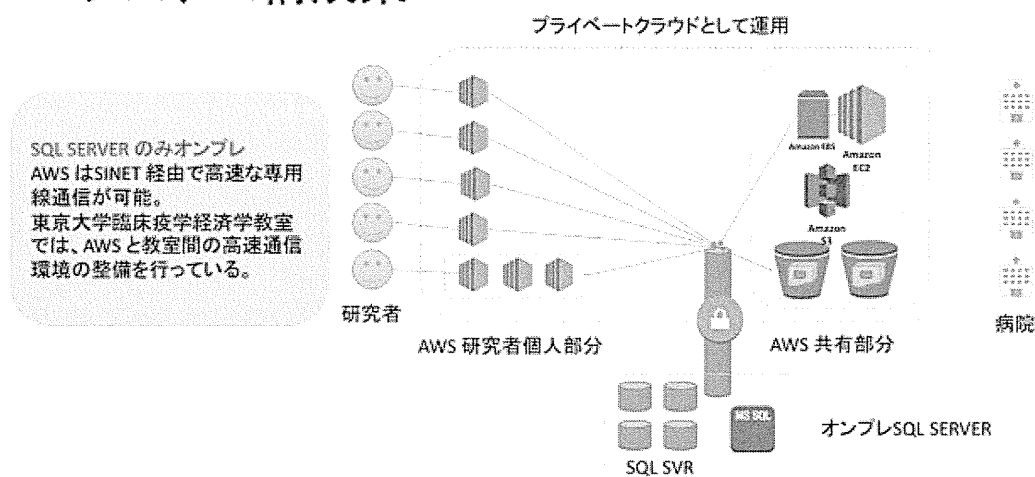 プライベートクラウドとして運用
SQL SERVER のみオンプレ
AWS はSINET 経由で高速な専用
線通信が可能。
東京大学臨床疫学経済学教室
では、AWS と教室間の高速通信
環境の整備を行っている。
Amazon EBS
Amazon
EC2
Amazon
S3
研究者
AWS 研究者個人部分
AWS 共有部分
病院
MS SQL
オンプレSQL SERVER
SQL SVR